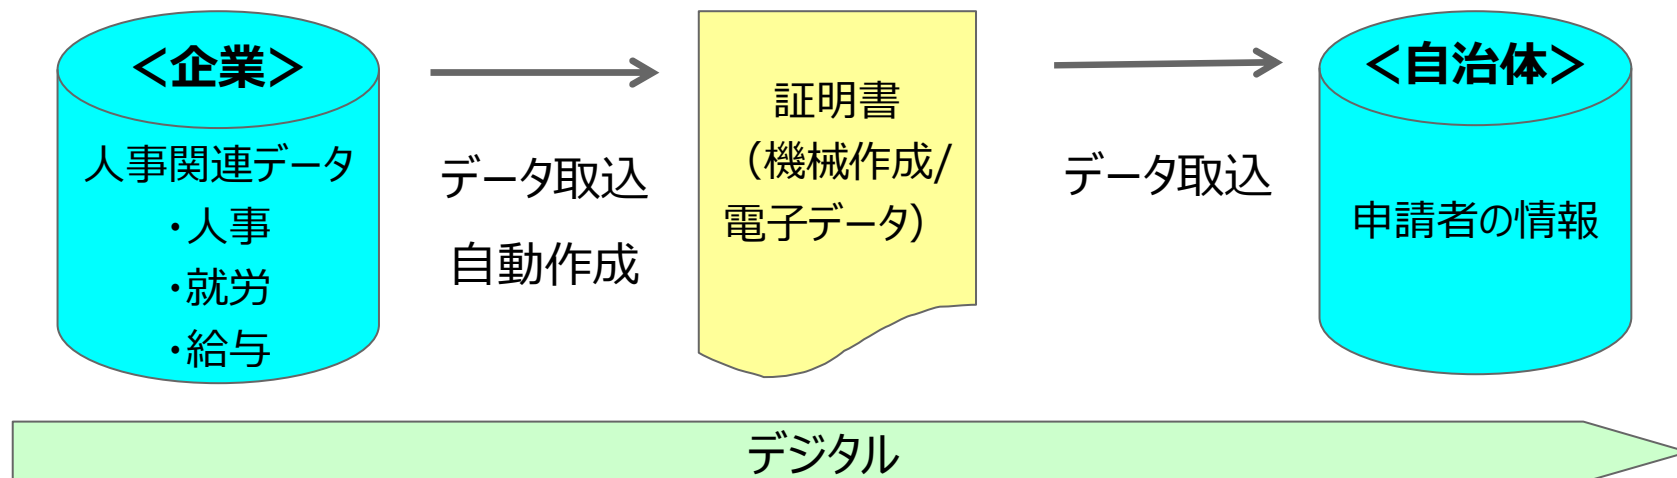 ＜企業＞
人事関連データ
・人事
・就労
・給与
データ取込
自動作成
証明書
（機械作成/
電子データ）
データ取込
＜自治体＞
申請者の情報
デジタル